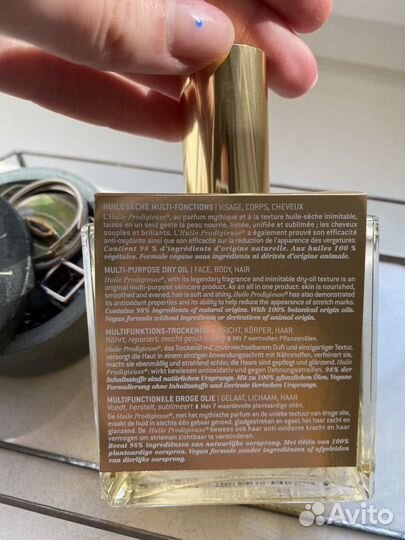 HUILE SÈCHE MULTI-FONCTIONS | VISAGE, CORPS, CHEVEUX
L'Huile Prodigieuse®, au parfum mythique et à la texture huile-sèche inimitable,
laisse en un seul geste la peau nourrie, lissée, unifiée et sublimée ; les cheveux
souples et brillants. L'Huile Prodigieuse® a également prouvé son efficacité
anti-oxydante ainsi que son efficacité sur la réduction de l'apparence des vergetures.
Contient 98 % d'ingrédients d'origine naturelle. Aux huiles 100 %
végétales. Formule vegan sans ingrédients ni dérivés d'origine animale.
MULTI-PURPOSE DRY OIL | FACE, BODY, HAIR
Huile Prodigieuse®, with its legendary fragrance and inimitable dry-oil texture is an
original multi-purpose skincare product. As an all in one product: skin is nourished,
smoothed and evened; hair is soft and shiny. Huile Prodigieuse® has also demonstrated
its antioxidant properties and its ability to help reduce the appearance of stretch marks.
Contains 98% ingredients of natural origin. With 100% botanical origin oils.
Vegan formula without ingredients or derivatives of animal origin.
MULTIFUNKTIONS-TROCKENÖL GESICHT, KÖRPER, HAAR
Nährt, repariert, macht geschmeidig & Mit 7 wertvollen Pflanzenölen.
Huile Prodigieuse®, das Trockenöl mit unverwechselbarem Duft und einzigartiger Textur,
versorgt die Haut in einem einzigen Anwendungsschritt mit Nährstoffen, verfeinert sie,
macht sie ebenmäßig und strahlend schön; die Haare sind gepflegt und glänzend. Huile
Prodigieuse® wirkt bewiesen antioxidativ und gegen Dehnungsstreifen. 98% der
Inhaltsstoffe sind natürlichen Ursprungs. Mit zu 100% pflanzlichen Ölen. Vegane
Formulierung ohne Inhaltsstoffe und Derivate tierischen Ursprungs.
MULTIFUNCTIONELE DROGE OLIE | GELAAT, LICHAAM, HAAR
Voedt, herstelt, sublimeert & Met 7 waardevolle plantaardige oliën.
De Huile Prodigieuse®, met het mythische parfum en de unieke textuur van droge olie,
maakt de huid in slechts één gebaar gevoed, gladgestreken en egaal; het haar zacht en
glanzend. De Huile Prodigieuse® bewees ook haar anti-oxidante kracht en haar
vermogen om striemen zichtbaar te verminderen.
Bevat 98% ingrediënten van natuurlijke oorsprong. Met Oliën van 100%
plantaardige oorsprong. Vegan formule zonder ingrediënten of afgeleiden
van dierlijke oorsprong.
Avito